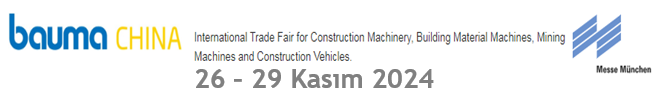 bauma CHINA
International Trade Fair for Construction Machinery, Building Material Machines, Mining
Machines and Construction Vehicles.
26 - 29 Kasım 2024
Messe München